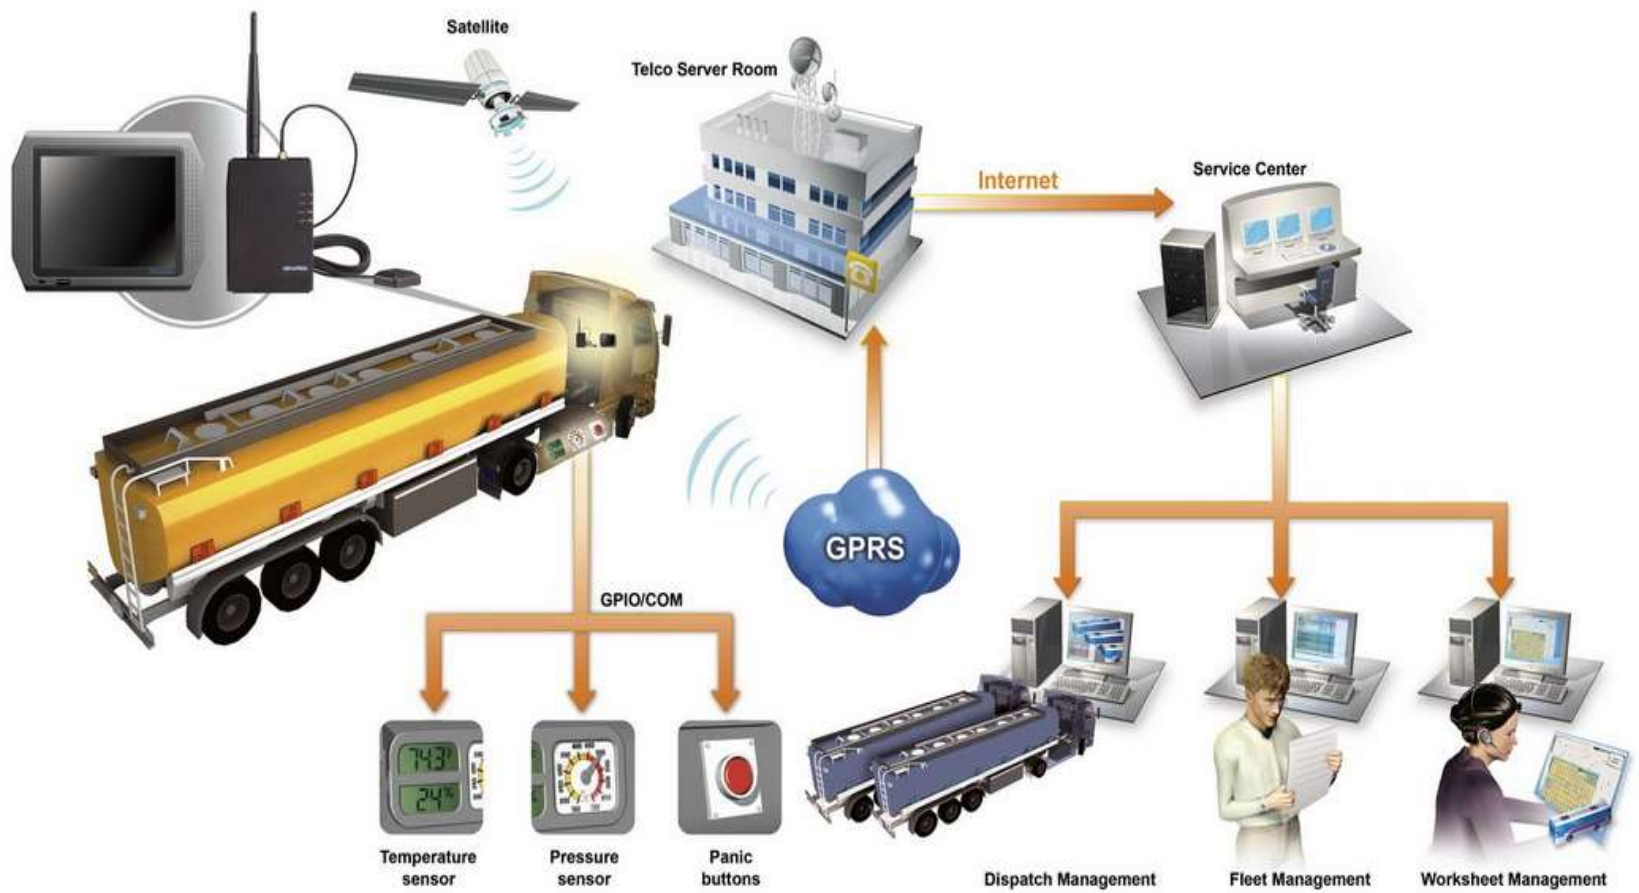 Satellite
Telco Server Room
Internet
Service Center
GPRS
GPIO/COM
74.3
24%
Temperature
sensor
Pressure
sensor
Panic
buttons
Dispatch Management
Fleet Management
Worksheet Management